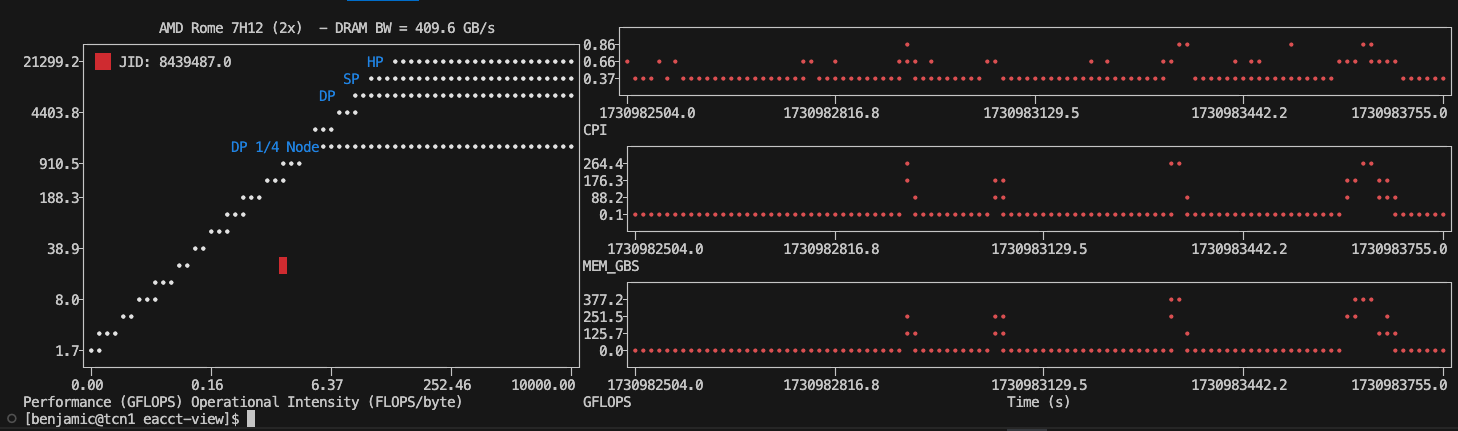 AMD Rome 7H12 (2x)  - DRAM BW = 409.6 GB/s
JID: 8439487.0
HP
SP
DP
DP 1/4 Node
21299.2
4403.8
910.5
188.3
38.9
8.0
1.7
0.00 0.16 6.37 252.46 10000.00
Performance (GFLOPS) Operational Intensity (FLOPS/byte)
0.86
0.66
0.37
1730982504.0 1730982816.8 1730983129.5 1730983442.2 1730983755.0
CPI
264.4
176.3
88.2
0.1
1730982504.0 1730982816.8 1730983129.5 1730983442.2 1730983755.0
MEM_GBS
377.2
251.5
125.7
0.0
1730982504.0 1730982816.8 1730983129.5 1730983442.2 1730983755.0
GFLOPS Time (s)
[benjamic@tcn1 eacct-view]$